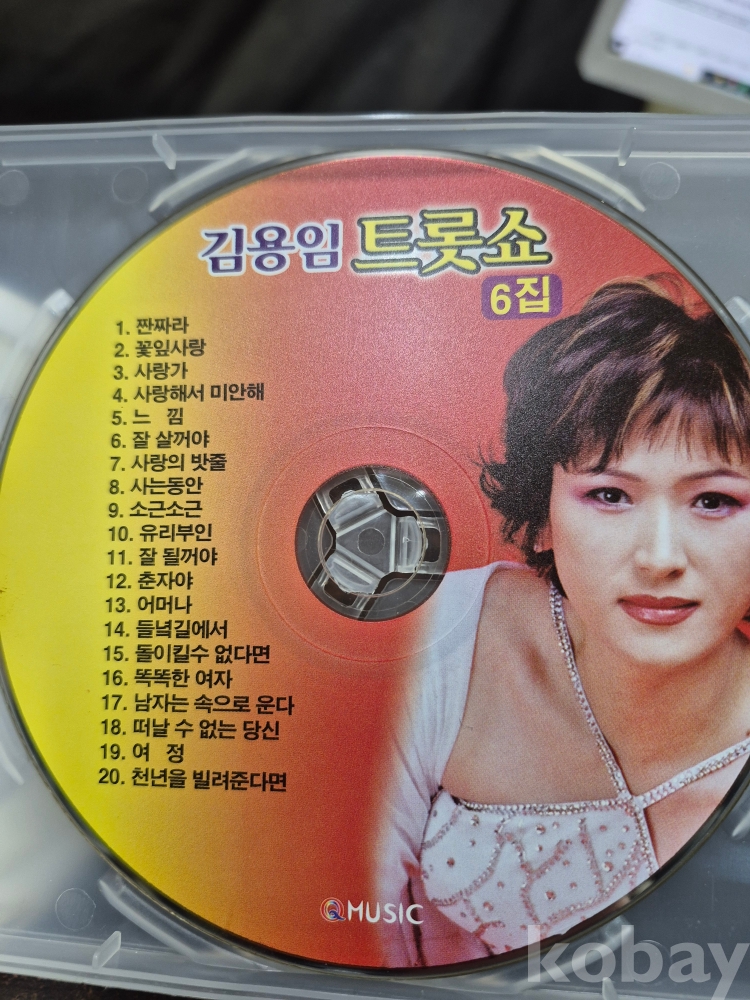 김용임 트롯쇼
6집
1. 짠짜라
2. 꽃잎사랑
3. 사랑가
4. 사랑해서 미안해
5. 느 낌
6. 잘 살꺼야
7. 사랑의 밧줄
8. 사는동안
9. 소근소근
10. 유리부인
11. 잘 될꺼야
12. 춘자야
13. 어머나
14. 들녘길에서
15. 돌이킬수 없다면
16. 똑똑한 여자
17. 남자는 속으로 운다
18. 떠날 수 없는 당신
19. 여 정
20. 천년을 빌려준다면
QMUSIC
kobay